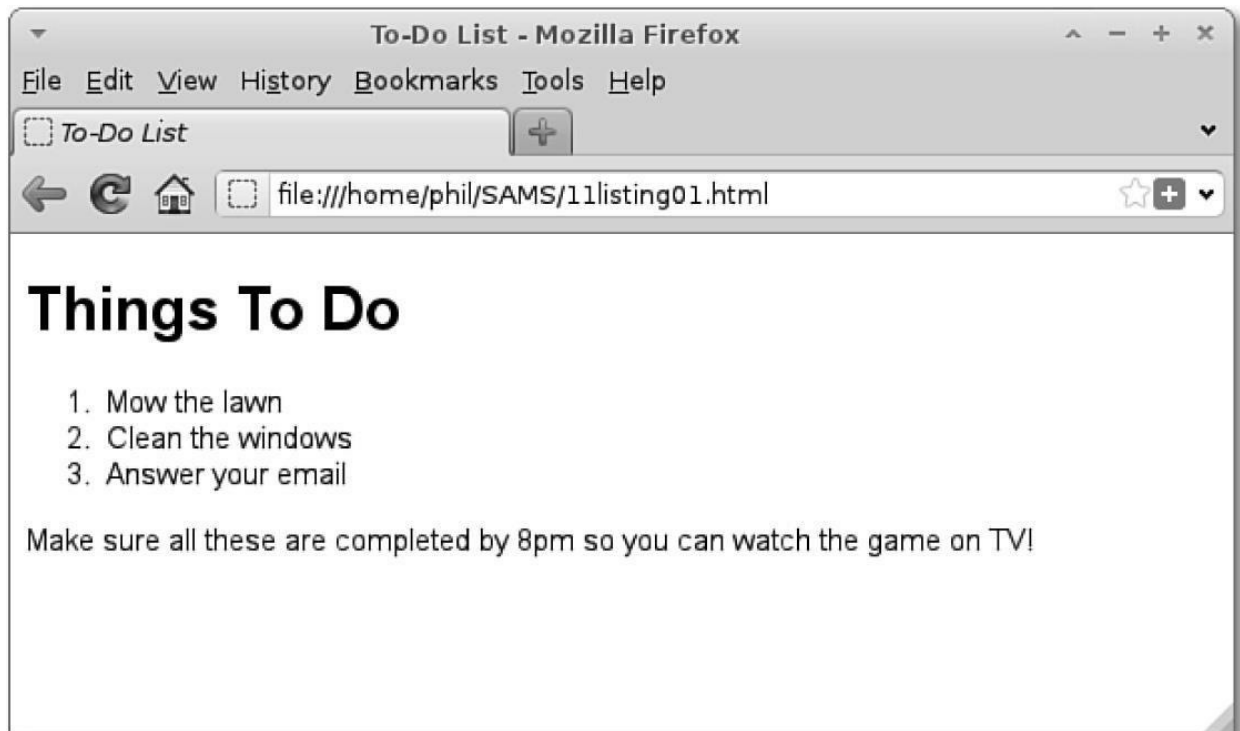 To-Do List - Mozilla Firefox
File Edit View History Bookmarks Tools Help
To-Do List
file:///home/phil/SAMS/11listing01.html
Things To Do
1. Mow the lawn
2. Clean the windows
3. Answer your email
Make sure all these are completed by 8pm so you can watch the game on TV!